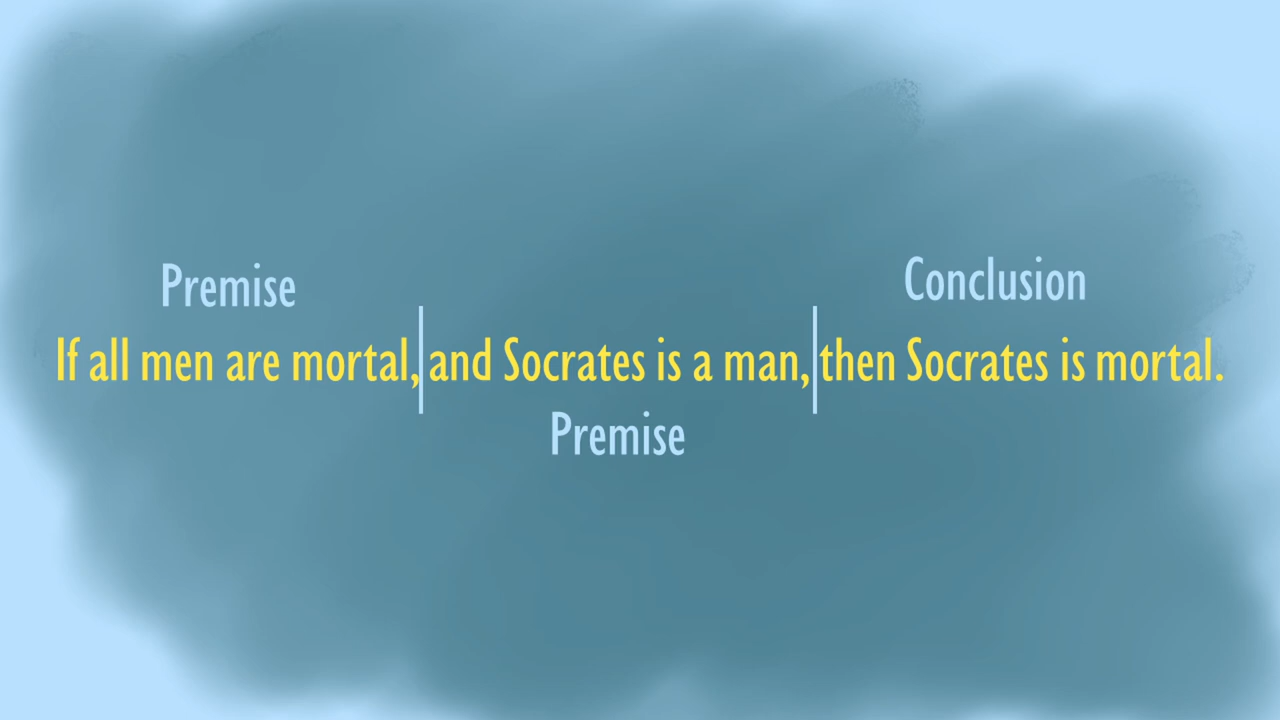 Premise
Conclusion
If all men are mortal, and Socrates is a man, then Socrates is mortal.
Premise